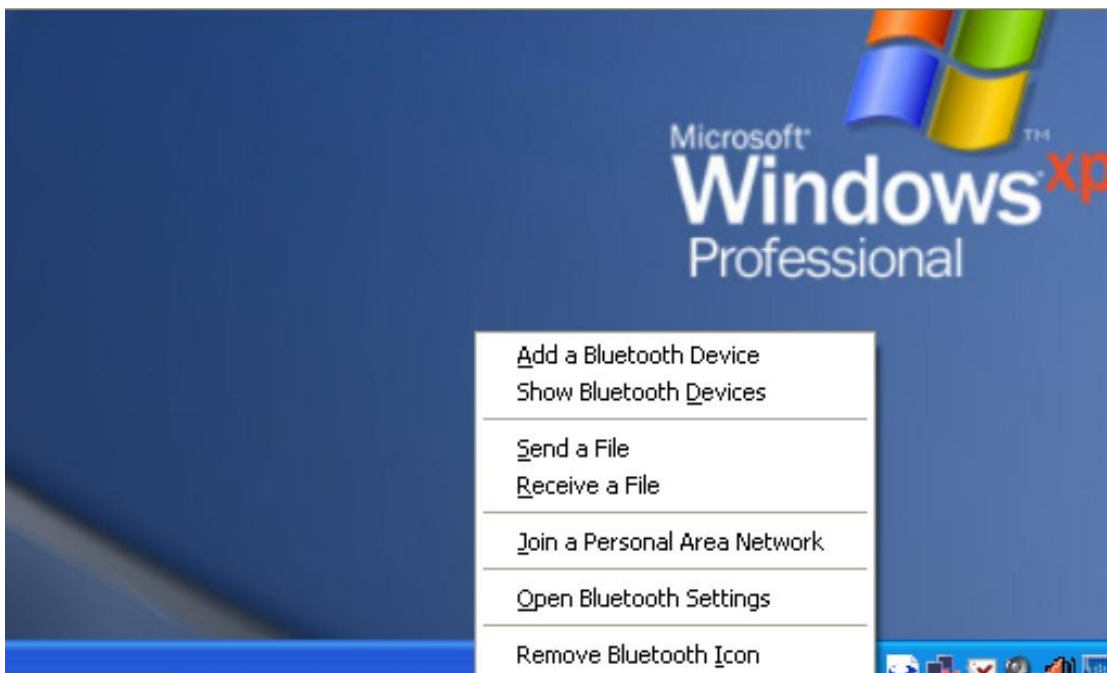 Microsoft®
Windows xp
TM
Professional
Add a Bluetooth Device
Show Bluetooth Devices
Send a File
Receive a File
Join a Personal Area Network
Open Bluetooth Settings
Remove Bluetooth Icon